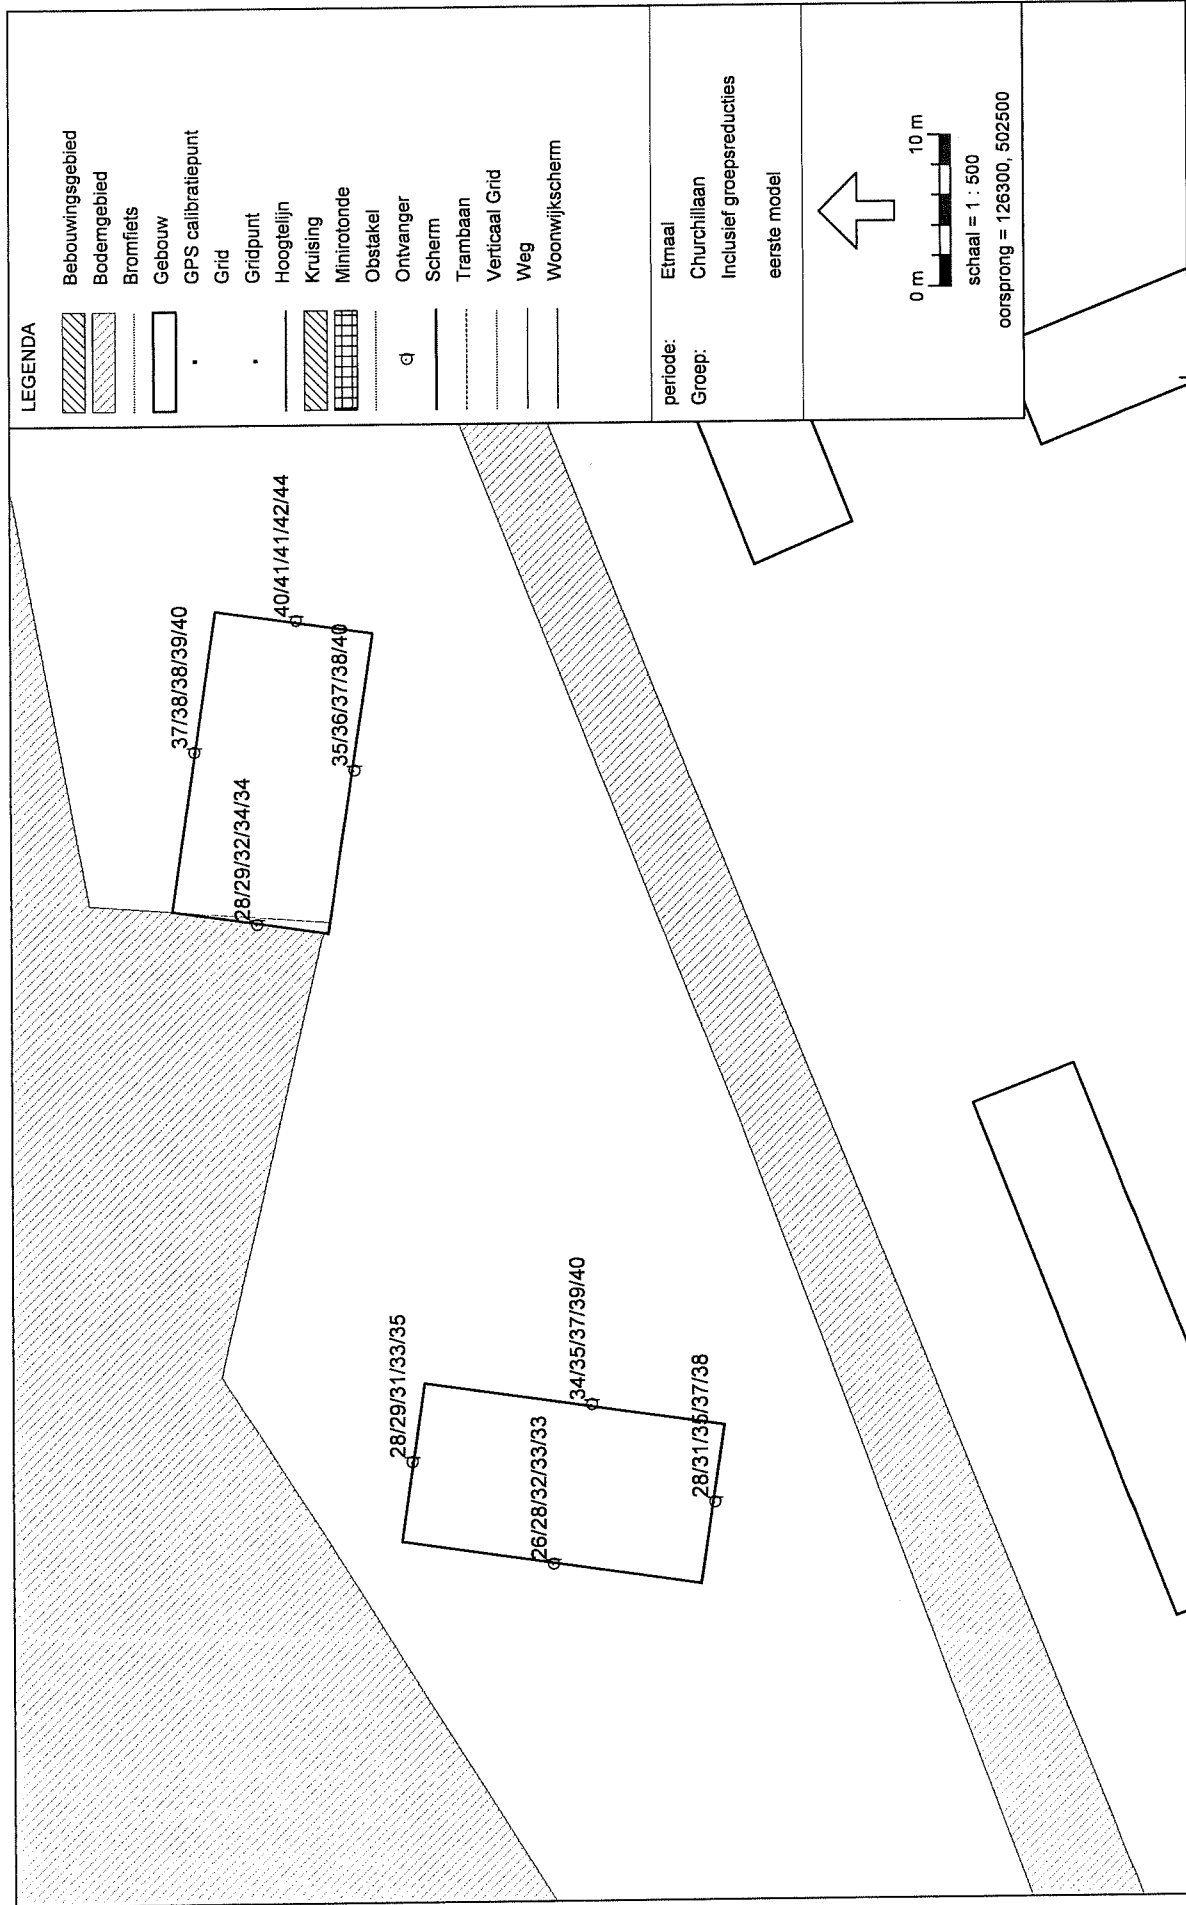 LEGENDA
Bebouwingsgebied
Bodemgebied
Bromfiets
Gebouw
GPS calibratiepunt
Grid
Gridpunt
Hoogtelijn
Kruising
Minirotonde
Obstakel
Ontvanger
Scherm
Trambaan
Verticaal Grid
Weg
Woonwijkscherm
periode: Etmaal
Groep: Churchillaan
Inclusief groepsreducties
eerste model
0 m 10 m
schaal = 1 : 500
oorsprong = 126300, 502500
37/38/38/39/40
40/41/41/42/44
28/29/32/34/34
35/36/37/38/40
28/29/31/33/35
34/35/37/39/40
26/28/32/33/33
28/31/35/37/38